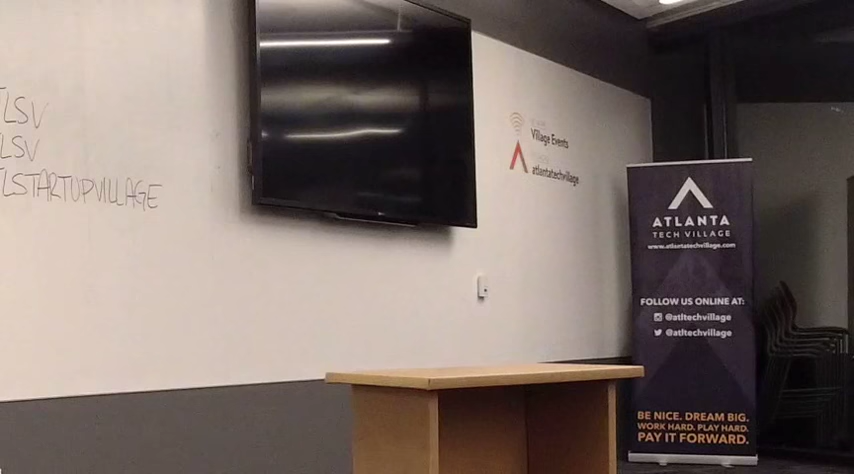 TLSV
LSV
TLSTARTUPVILLAGE
Village Events
atlantatechvillage
ATLANTA
TECH VILLAGE
www.atlantatechvillage.com
FOLLOW US ONLINE AT:
@atltechvillage
@atltechvillage
BE NICE. DREAM BIG.
WORK HARD. PLAY HARD.
PAY IT FORWARD.